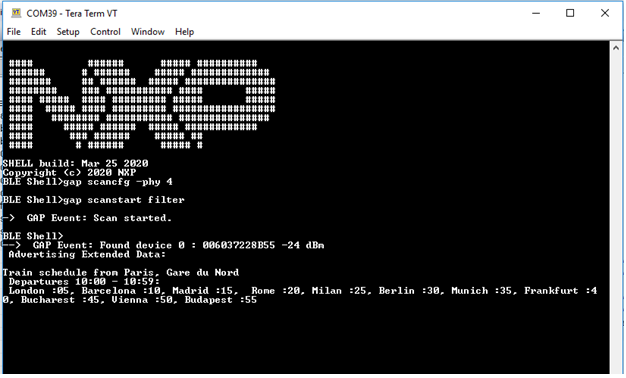 COM39 - Tera Term VT
File Edit Setup Control Window Help
NXP
SHELL build: Mar 25 2020
Copyright (c) 2020 NXP
BLE Shell>gap scancfg -phy 4
BLE Shell>gap scanstart filter
-> GAP Event: Scan started.
BLE Shell>
--> GAP Event: Found device 0 : 006037228B55 -24 dBm
Advertising Extended Data:
Train schedule from Paris, Gare du Nord
Departures 10:00 - 10:59:
London :05, Barcelona :10, Madrid :15, Rome :20, Milan :25, Berlin :30, Munich :35, Frankfurt :4
0, Bucharest :45, Vienna :50, Budapest :55